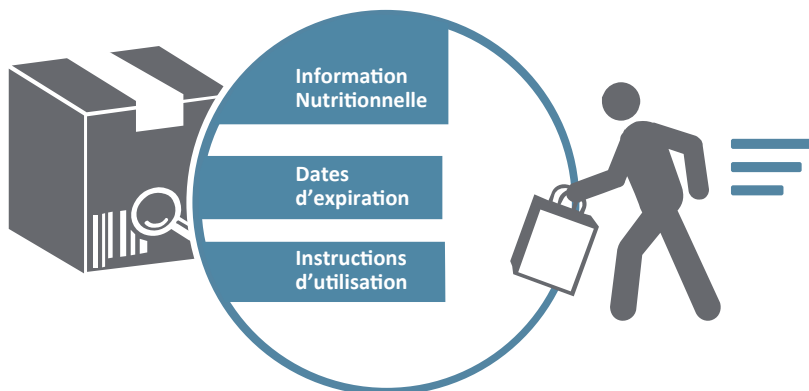 Information
Nutritionnelle
Dates
d’expiration
Instructions
d’utilisation